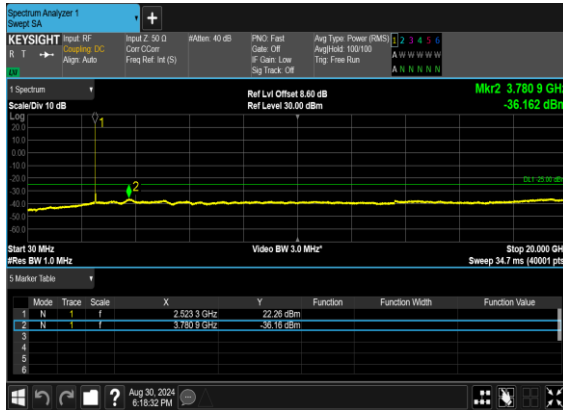 Spectrum Analyzer 1
Swept SA
+
KEYSIGHT
R T
Input: RF
Coupling: DC
Align: Auto
Input Z: 50 Ω
Corr CCorr
Freq Ref: Int (S)
#Atten: 40 dB
PNO: Fast
Gate: Off
IF Gain: Low
Sig Track: Off
Avg Type: Power (RMS)
Avg|Hold: 100/100
Trig: Free Run
1 2 3 4 5 6
A W W W W W
A N N N N N
1 Spectrum
Scale/Div 10 dB
Ref Lvl Offset 8.60 dB
Ref Level 30.00 dBm
Mkr2 3.780 9 GHz
-36.162 dBm
Log
20.0
10.0
0.00
-10.0
-20.0
-30.0
-40.0
-50.0
-60.0
1
2
DL1 -25.00 dBm
Start 30 MHz
#Res BW 1.0 MHz
Video BW 3.0 MHz*
Stop 20.000 GH
Sweep 34.7 ms (40001 pts
5 Marker Table
Mode Trace Scale X Y Function Function Width Function Value
1 N 1 f 2.523 3 GHz 22.26 dBm
2 N 1 f 3.780 9 GHz -36.16 dBm
3
4
5
6
?
Aug 30, 2024
6:18:32 PM